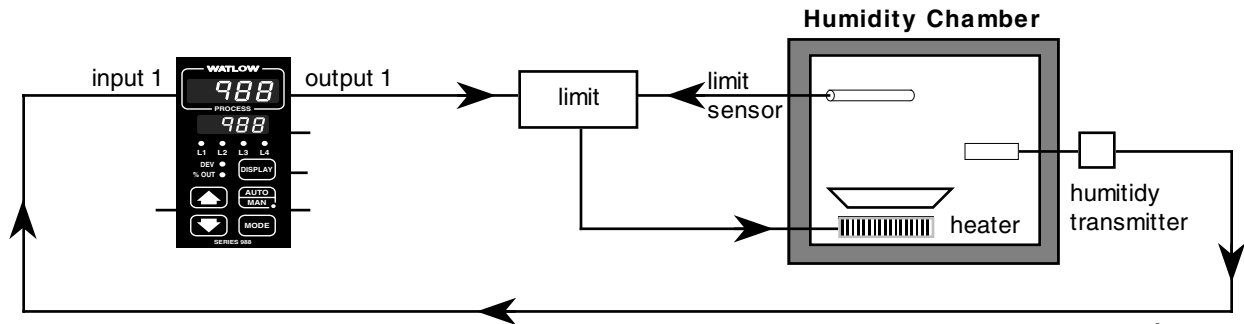 Humidity Chamber
input 1
WATLOW
output 1
988
PROCESS
988
L1 L2 L3 L4
DEV
% OUT
DISPLAY
AUTO
MAN
MODE
SERIES 988
limit
limit
sensor
heater
humitidy
transmitter